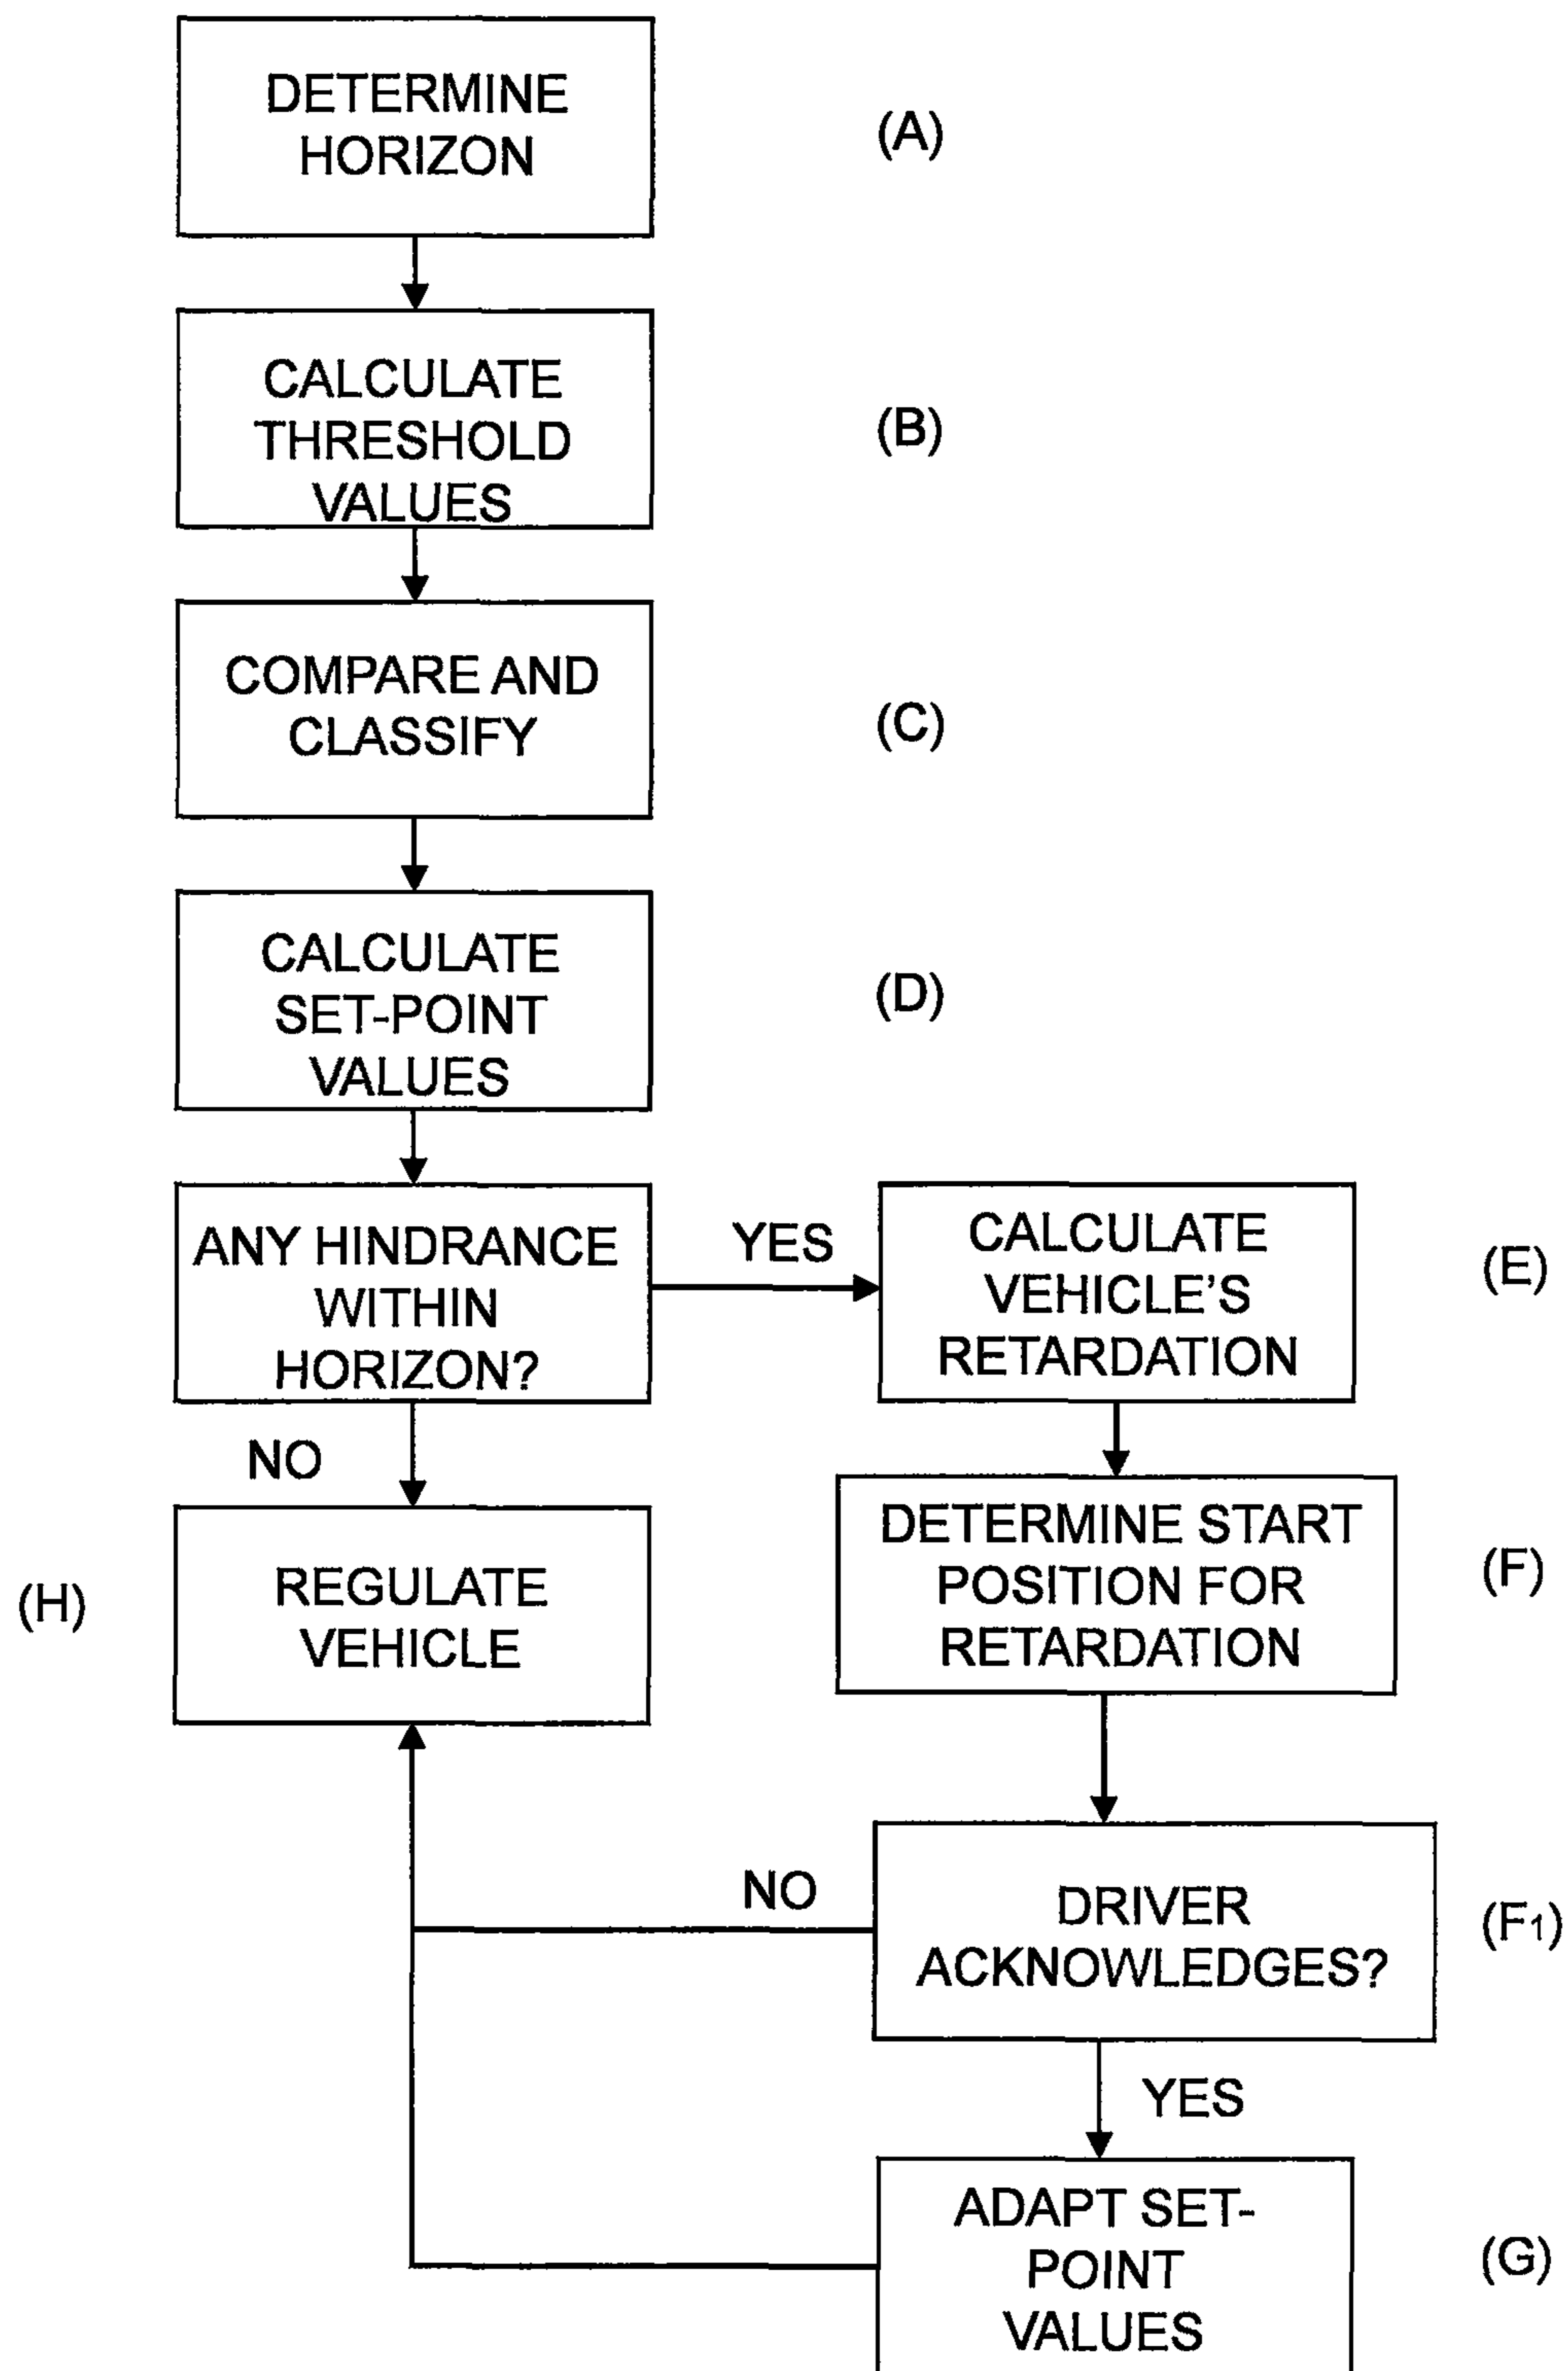 DETERMINE
HORIZON
(A)
CALCULATE
THRESHOLD
VALUES
(B)
COMPARE AND
CLASSIFY
(C)
CALCULATE
SET-POINT
VALUES
(D)
ANY HINDRANCE
WITHIN
HORIZON?
YES
CALCULATE
VEHICLE'S
RETARDATION
(E)
NO
REGULATE
VEHICLE
(H)
DETERMINE START
POSITION FOR
RETARDATION
(F)
NO
DRIVER
ACKNOWLEDGES?
(F1)
YES
ADAPT SET-
POINT
VALUES
(G)